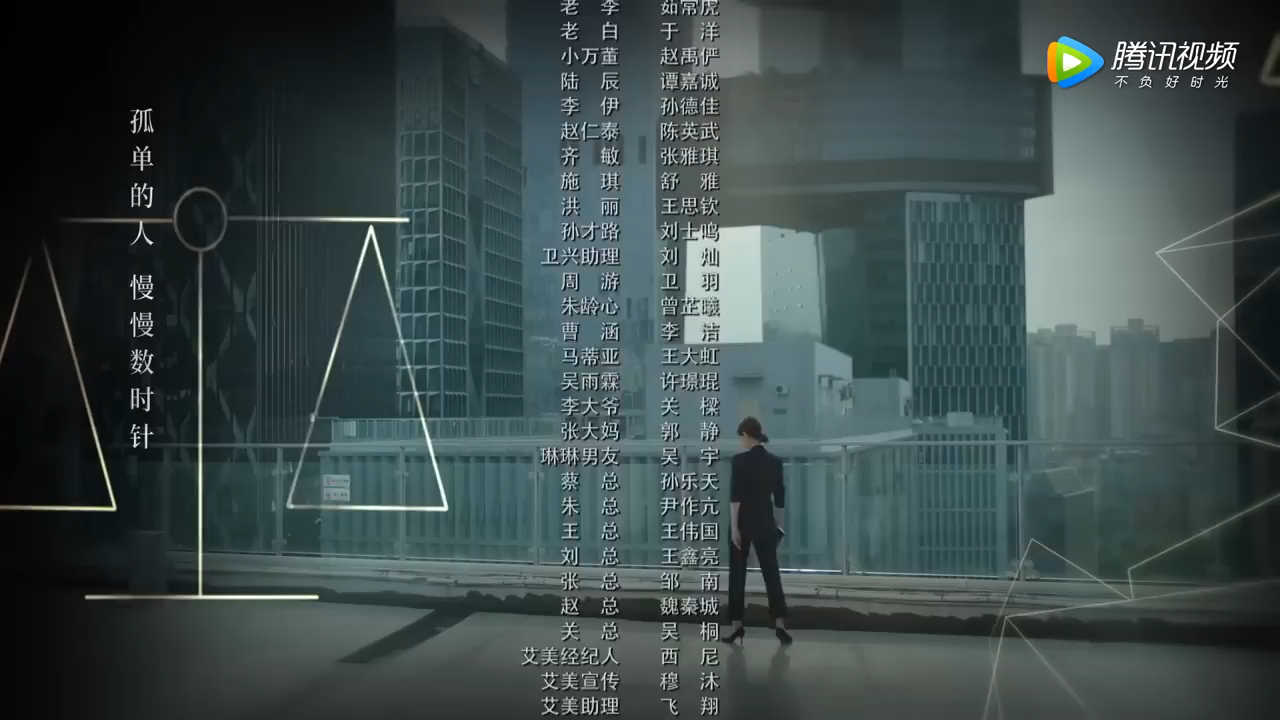 孤单的人 慢慢数时针
老 李 茹常虎
老 白 于 洋
小万董 赵禹俨
陆 辰 谭嘉诚
李 伊 孙德佳
赵仁泰 陈英武
齐 敏 张雅琪
施 琪 舒 雅
洪 丽 王思钦
孙才路 刘士鸣
卫兴助理 刘 灿
周 游 卫 羽
朱龄心 曾芷曦
曹 涵 李 洁
马蒂亚 王大虹
吴雨霖 许璟琨
李大爷 关 樑
张大妈 郭 静
琳琳男友 吴 宇
蔡 总 孙乐天
朱 总 尹作亢
王 总 王伟国
刘 总 王鑫亮
张 总 邹 南
赵 总 魏秦城
关 总 吴 桐
艾美经纪人 西 尼
艾美宣传 穆 沐
艾美助理 飞 翔
腾讯视频
不负好时光